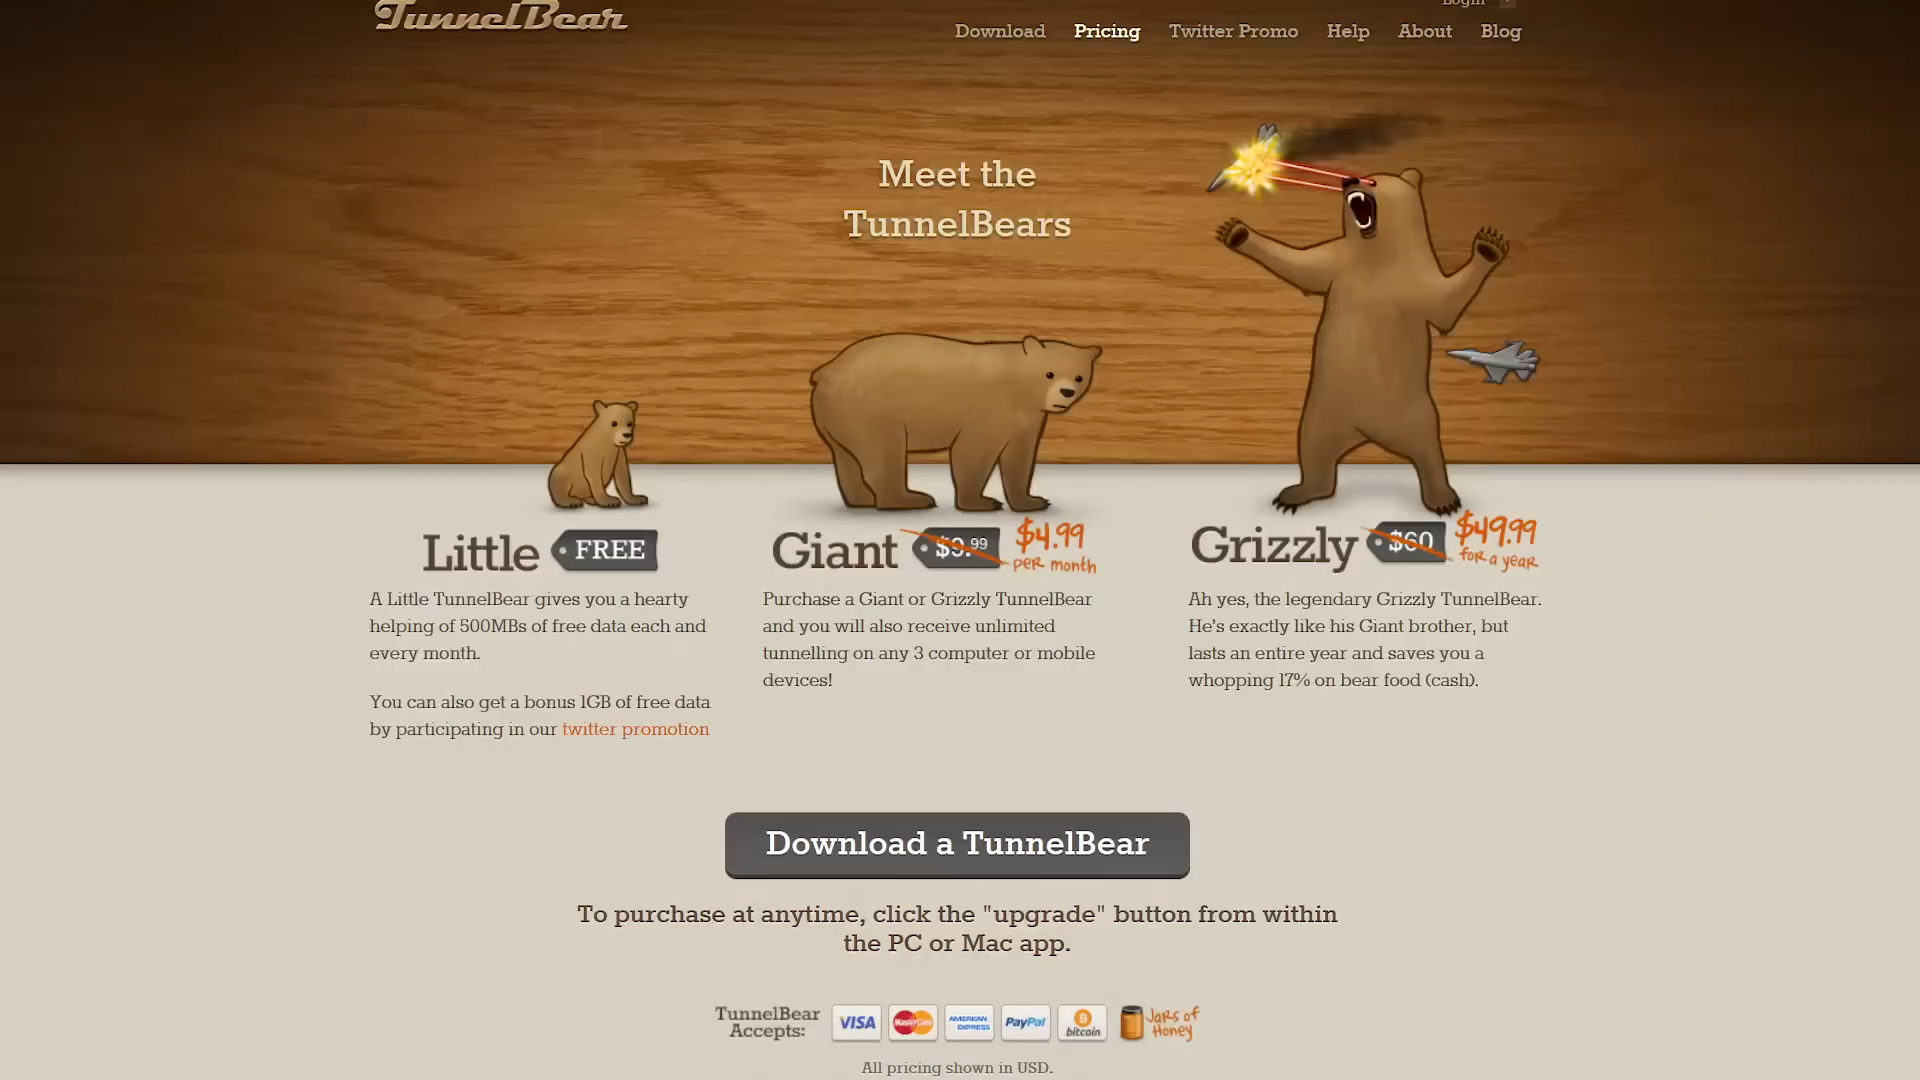 TunnelBear
Login
Download Pricing Twitter Promo Help About Blog
Meet the
TunnelBears
Little FREE
A Little TunnelBear gives you a hearty
helping of 500MBs of free data each and
every month.
You can also get a bonus 1GB of free data
by participating in our twitter promotion
Giant $9.99 $4.99
per month
Purchase a Giant or Grizzly TunnelBear
and you will also receive unlimited
tunnelling on any 3 computer or mobile
devices!
Grizzly $60 $49.99
for a year
Ah yes, the legendary Grizzly TunnelBear.
He's exactly like his Giant brother, but
lasts an entire year and saves you a
whopping 17% on bear food (cash).
Download a TunnelBear
To purchase at anytime, click the "upgrade" button from within
the PC or Mac app.
TunnelBear
Accepts:
VISA
MasterCard
AMERICAN
EXPRESS
PayPal
bitcoin
Jars of
Honey
All pricing shown in USD.